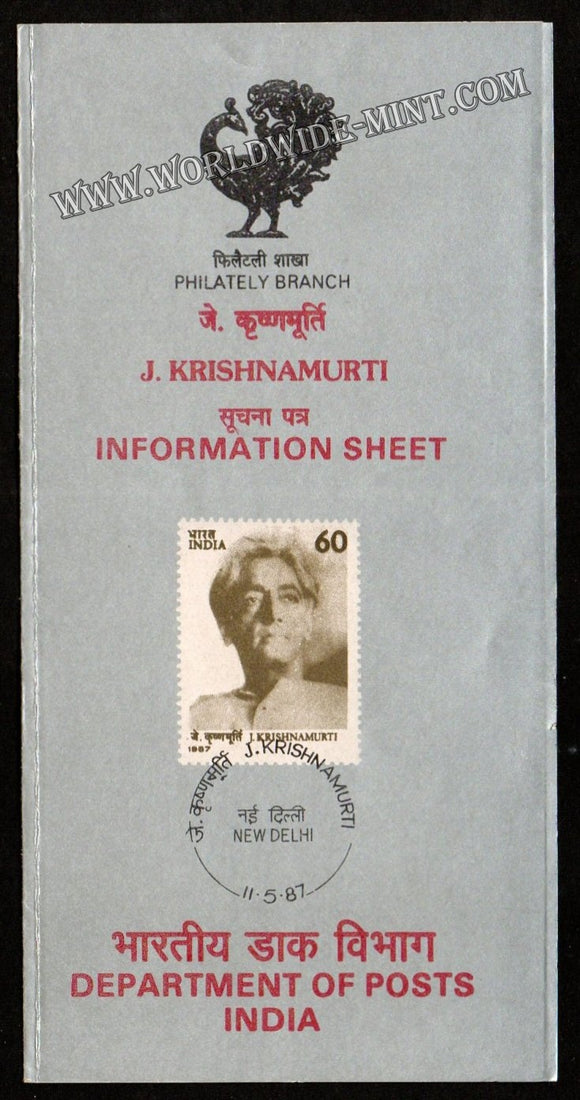 WWW.WORLDWIDE-MINT.COM
फिलैटली शाखा
PHILATELY BRANCH
जे. कृष्णमूर्ति
J. KRISHNAMURTI
सूचना पत्र
INFORMATION SHEET
भारत
INDIA
60
जे. कृष्णमूर्ति J. KRISHNAMURTI
1987
जे. कृष्णमूर्ति J. KRISHNAMURTI
नई दिल्ली
NEW DELHI
11.5.87
भारतीय डाक विभाग
DEPARTMENT OF POSTS
INDIA